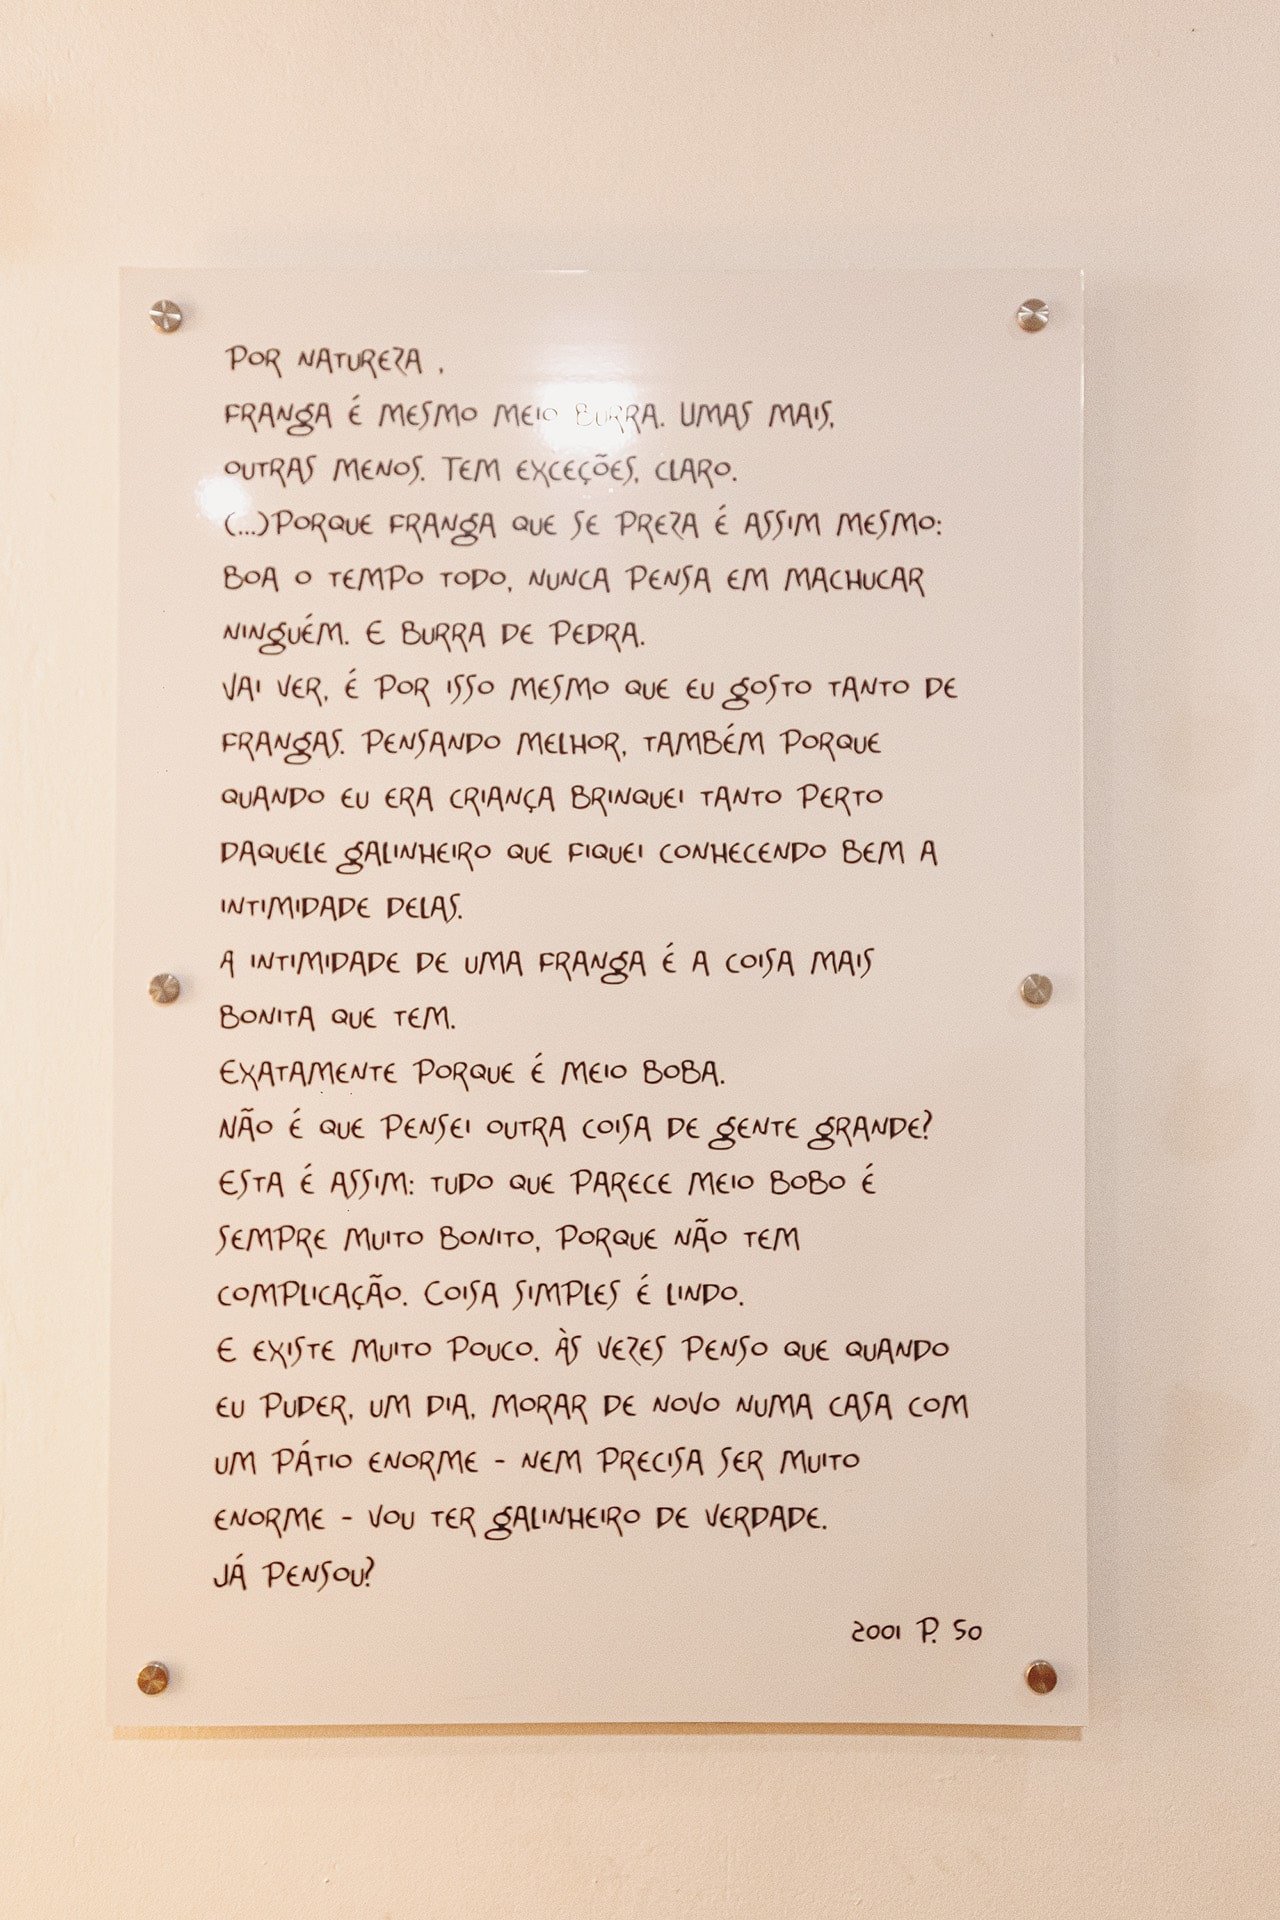 POR NATUREZA ,
FRANGA É MESMO MEIO BURRA. UMAS MAIS,
OUTRAS MENOS. TEM EXCEÇÕES, CLARO.
(...)PORQUE FRANGA QUE SE PREZA É ASSIM MESMO:
BOA O TEMPO TODO, NUNCA PENSA EM MACHUCAR
NINGUÉM. E BURRA DE PEDRA.
VAI VER, É POR ISSO MESMO QUE EU GOSTO TANTO DE
FRANGAS. PENSANDO MELHOR, TAMBÉM PORQUE
QUANDO EU ERA CRIANÇA BRINQUEI TANTO PERTO
DAQUELE GALINHEIRO QUE FIQUEI CONHECENDO BEM A
INTIMIDADE DELAS.
A INTIMIDADE DE UMA FRANGA É A COISA MAIS
BONITA QUE TEM.
EXATAMENTE PORQUE É MEIO BOBA.
NÃO É QUE PENSEI OUTRA COISA DE GENTE GRANDE?
ESTA É ASSIM: TUDO QUE PARECE MEIO BOBO É
SEMPRE MUITO BONITO, PORQUE NÃO TEM
COMPLICAÇÃO. COISA SIMPLES É LINDO.
E EXISTE MUITO POUCO. ÀS VEZES PENSO QUE QUANDO
EU PUDER, UM DIA, MORAR DE NOVO NUMA CASA COM
UM PÁTIO ENORME - NEM PRECISA SER MUITO
ENORME - VOU TER GALINHEIRO DE VERDADE.
JÁ PENSOU?
2001 P. 50